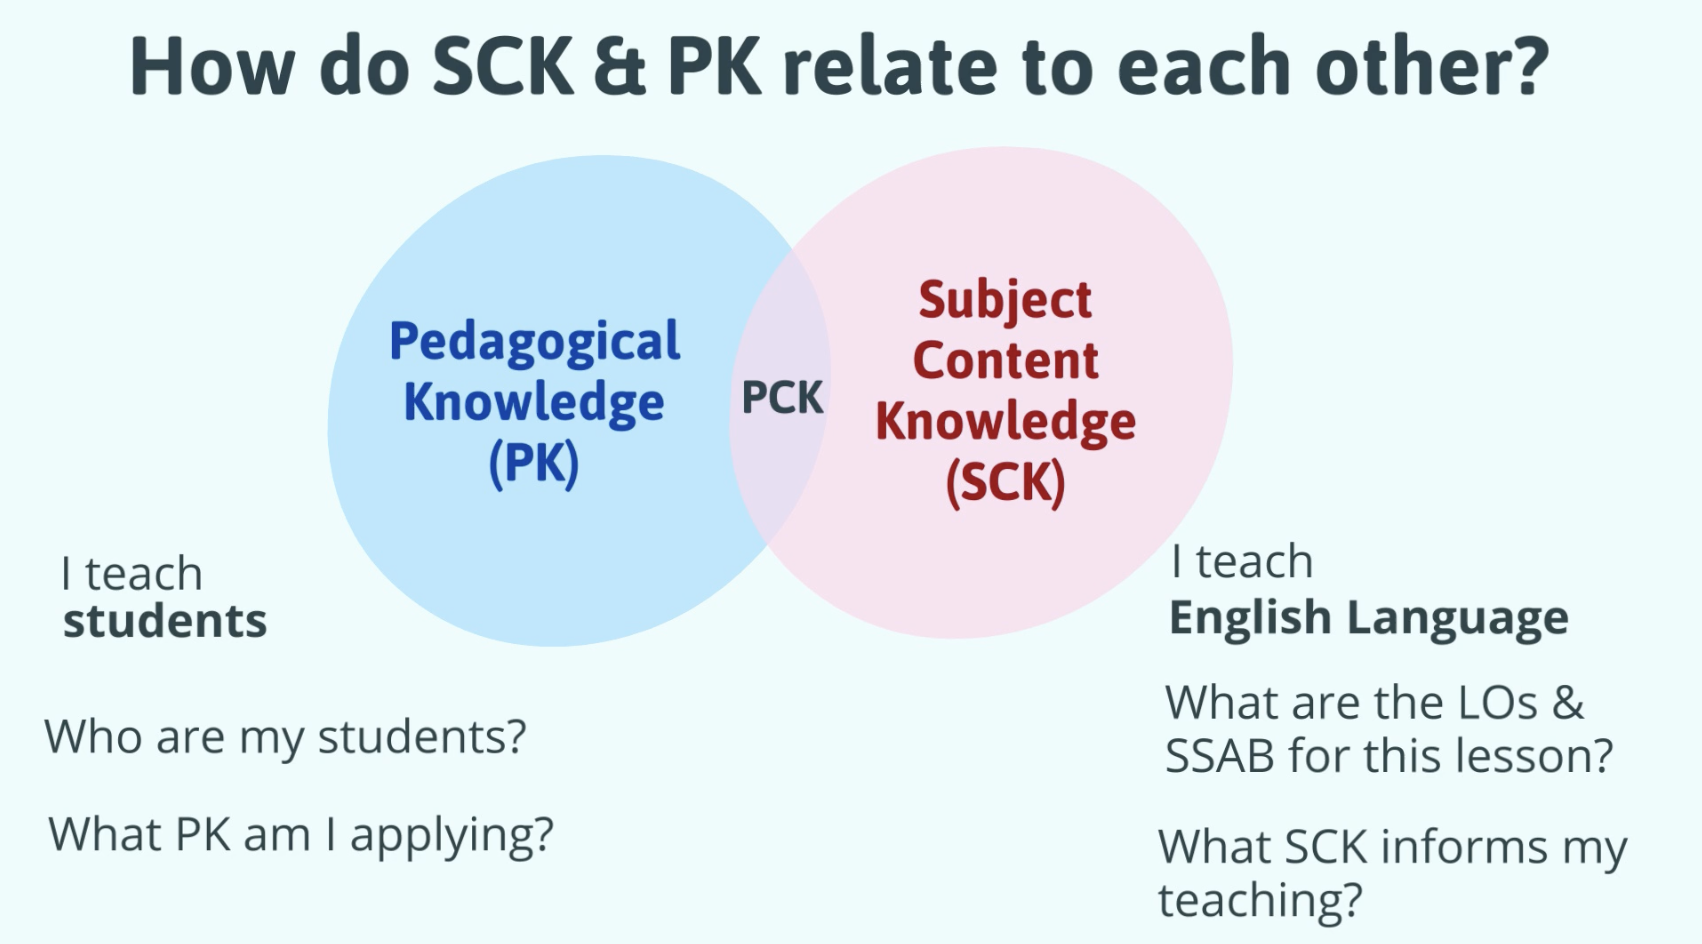 How do SCK & PK relate to each other?
Pedagogical
Knowledge
(PK)
PCK
Subject
Content
Knowledge
(SCK)
I teach
students
Who are my students?
What PK am I applying?
I teach
English Language
What are the LOs &
SSAB for this lesson?
What SCK informs my
teaching?